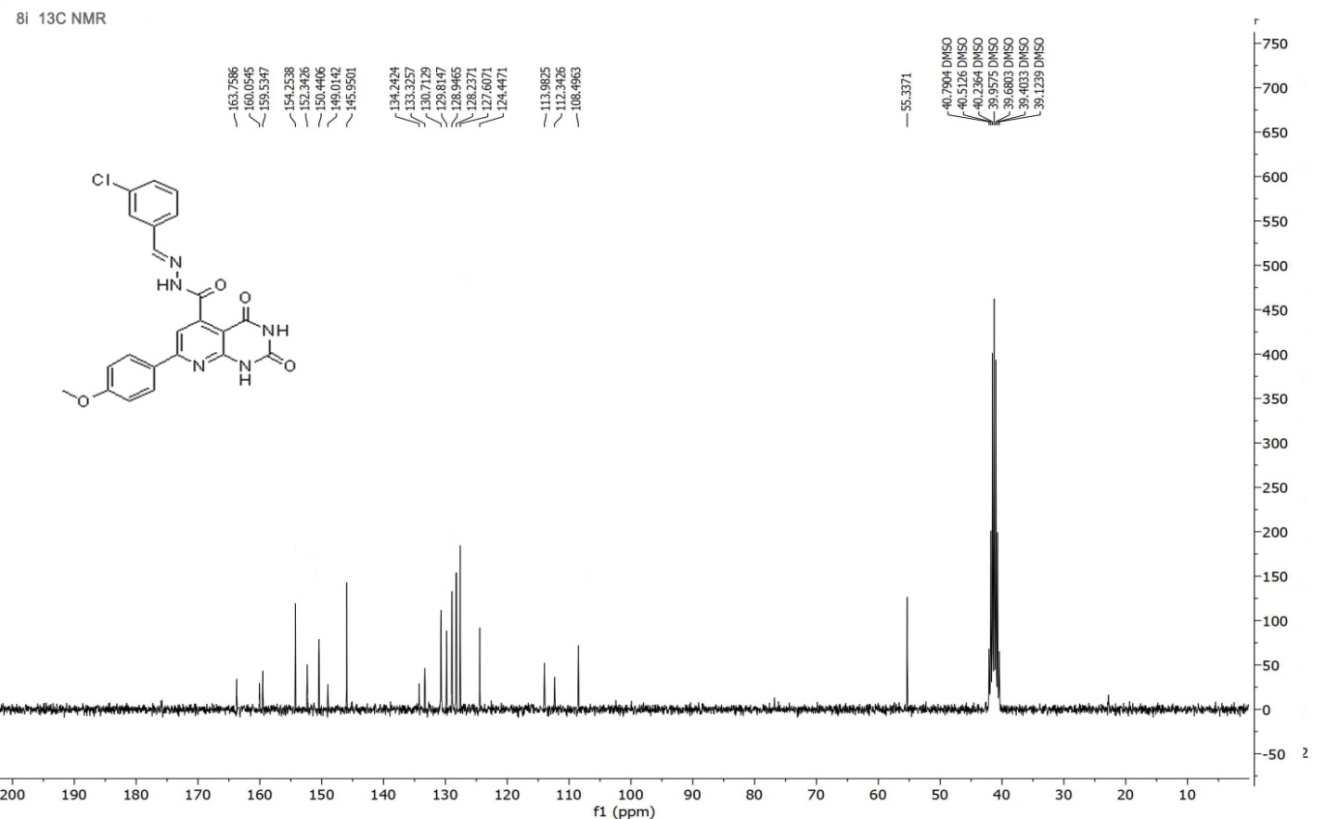 8i 13C NMR
163.7586
160.0545
159.5347
154.2538
152.3426
150.4406
149.0142
145.9501
134.2424
133.3257
130.7129
129.8147
128.9465
128.2371
127.6071
124.4471
113.9825
112.3426
108.4963
55.3371
40.7904 DMSO
40.5126 DMSO
40.2364 DMSO
39.9575 DMSO
39.6803 DMSO
39.4033 DMSO
39.1239 DMSO
Cl
N
HN
O
O
NH
N
N
H
O
O
750
700
650
600
550
500
450
400
350
300
250
200
150
100
50
0
-50
2
200 190 180 170 160 150 140 130 120 110 100 90 80 70 60 50 40 30 20 10
f1 (ppm)